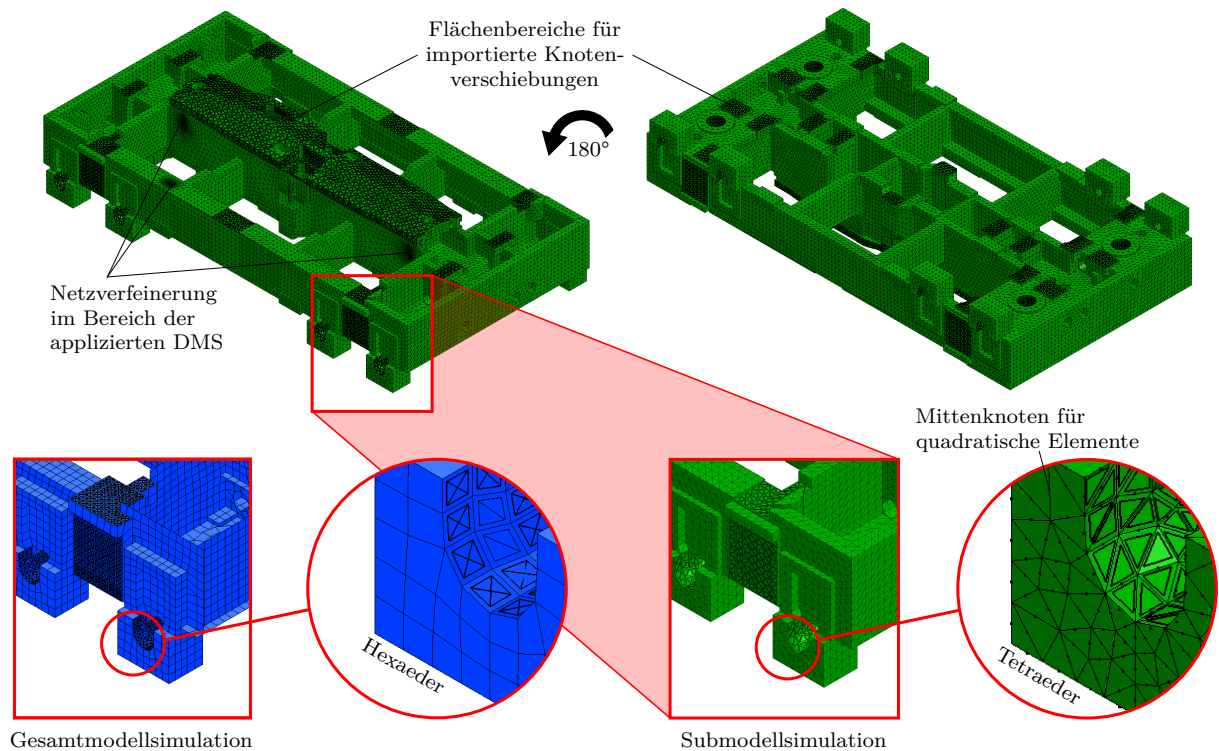 Flächenbereiche für
importierte Knoten-
verschiebungen
180°
Netzverfeinerung
im Bereich der
applizierten DMS
Mittenknoten für
quadratische Elemente
Hexaeder
Tetraeder
Gesamtmodellsimulation
Submodellsimulation